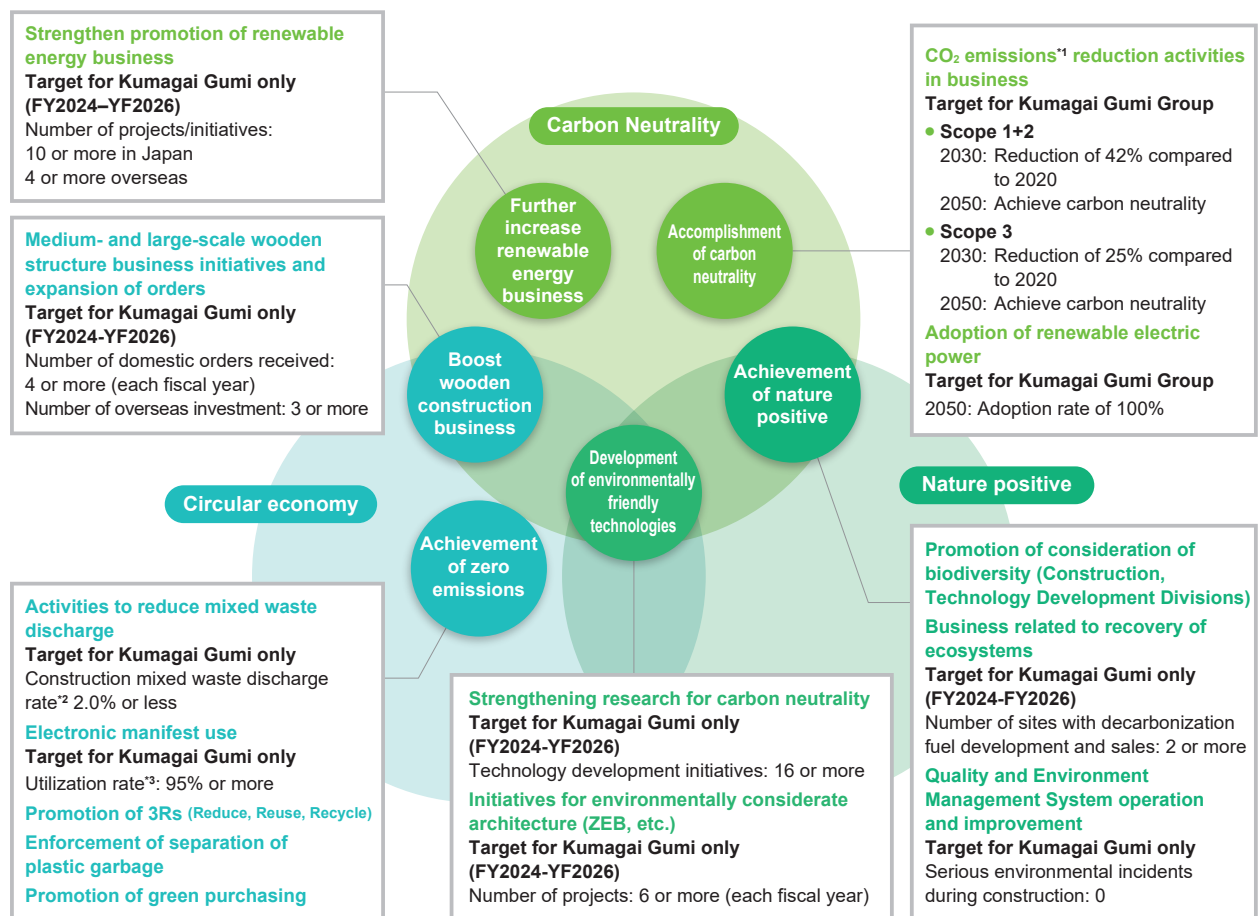 Strengthen promotion of renewable
energy business
Target for Kumagai Gumi only
(FY2024–YF2026)
Number of projects/initiatives:
10 or more in Japan
4 or more overseas
Medium- and large-scale wooden
structure business initiatives and
expansion of orders
Target for Kumagai Gumi only
(FY2024-YF2026)
Number of domestic orders received:
4 or more (each fiscal year)
Number of overseas investment: 3 or more
Carbon Neutrality
Further
increase
renewable
energy
business
Accomplishment
of carbon
neutrality
Boost
wooden
construction
business
Achievement
of nature
positive
Development
of environmentally
friendly
technologies
Circular economy
Achievement
of zero
emissions
Nature positive
CO₂ emissions*1 reduction activities
in business
Target for Kumagai Gumi Group
● Scope 1+2
2030: Reduction of 42% compared
to 2020
2050: Achieve carbon neutrality
● Scope 3
2030: Reduction of 25% compared
to 2020
2050: Achieve carbon neutrality
Adoption of renewable electric
power
Target for Kumagai Gumi Group
2050: Adoption rate of 100%
Activities to reduce mixed waste
discharge
Target for Kumagai Gumi only
Construction mixed waste discharge
rate*2 2.0% or less
Electronic manifest use
Target for Kumagai Gumi only
Utilization rate*3: 95% or more
Promotion of 3Rs (Reduce, Reuse, Recycle)
Enforcement of separation of
plastic garbage
Promotion of green purchasing
Strengthening research for carbon neutrality
Target for Kumagai Gumi only
(FY2024-YF2026)
Technology development initiatives: 16 or more
Initiatives for environmentally considerate
architecture (ZEB, etc.)
Target for Kumagai Gumi only
(FY2024-YF2026)
Number of projects: 6 or more (each fiscal year)
Promotion of consideration of
biodiversity (Construction,
Technology Development Divisions)
Business related to recovery of
ecosystems
Target for Kumagai Gumi only
(FY2024-FY2026)
Number of sites with decarbonization
fuel development and sales: 2 or more
Quality and Environment
Management System operation
and improvement
Target for Kumagai Gumi only
Serious environmental incidents
during construction: 0